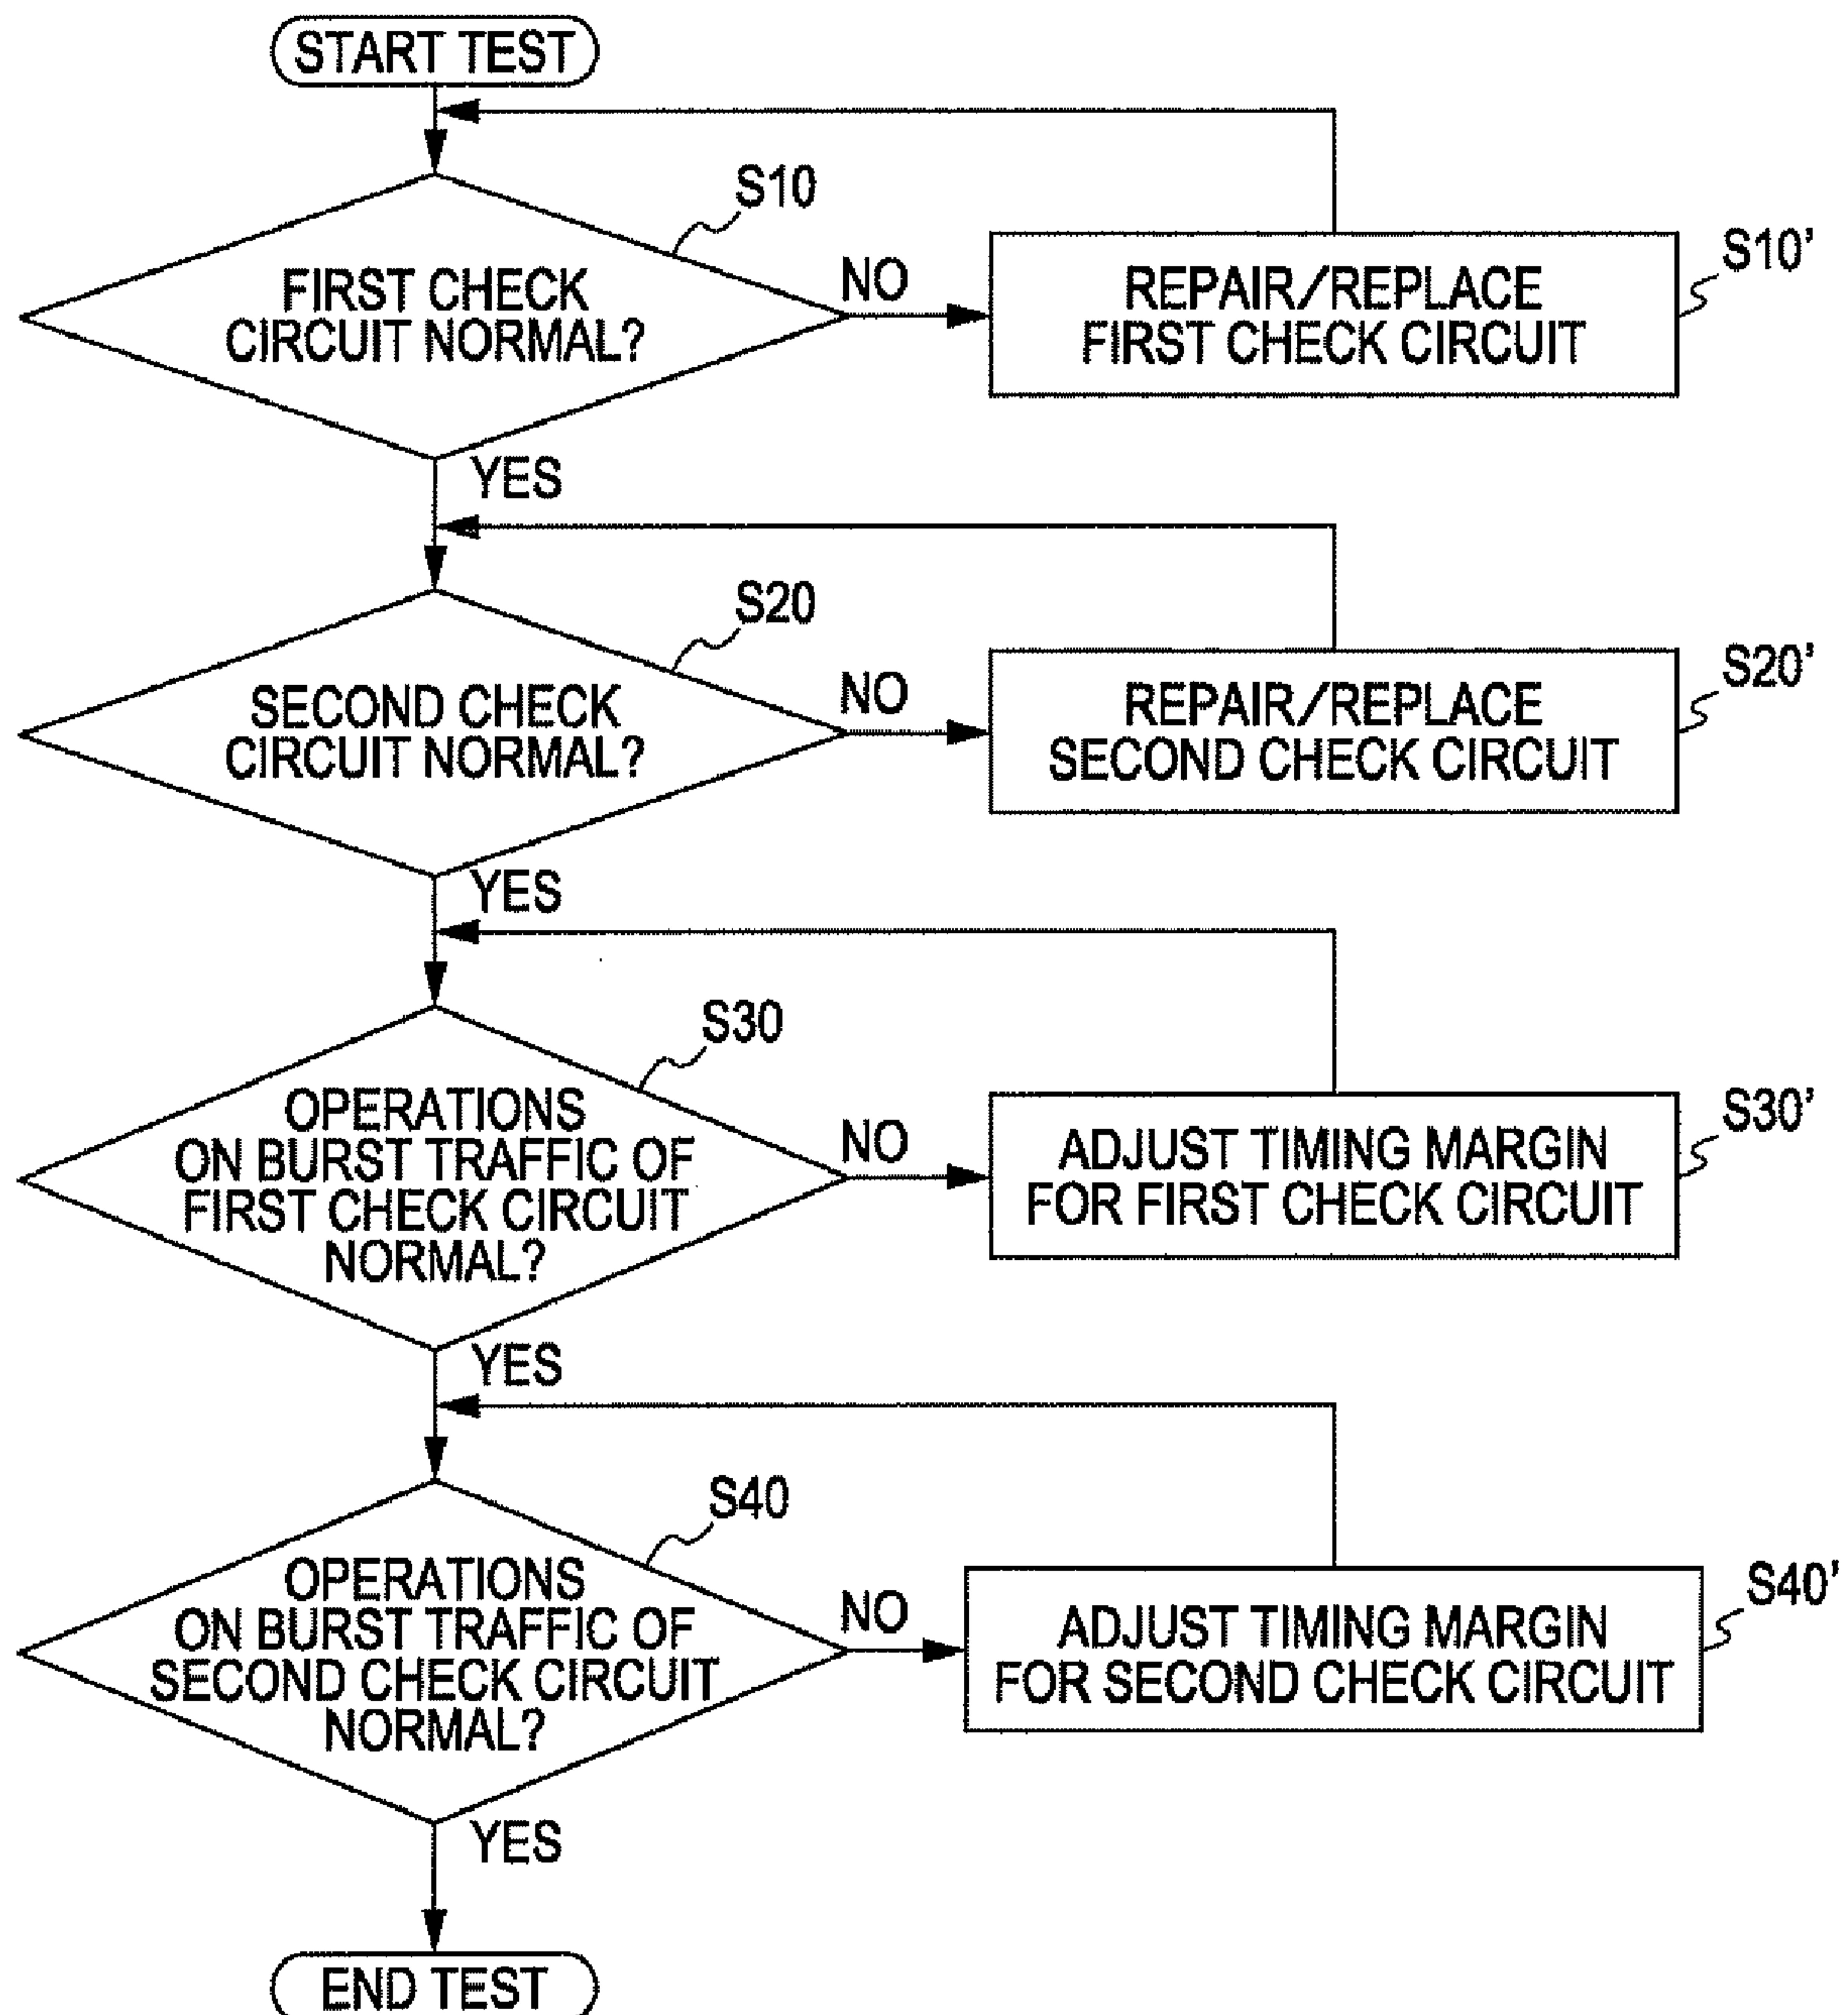 START TEST
S10
FIRST CHECK
CIRCUIT NORMAL?
NO
REPAIR/REPLACE
FIRST CHECK CIRCUIT
S10'
YES
S20
SECOND CHECK
CIRCUIT NORMAL?
NO
REPAIR/REPLACE
SECOND CHECK CIRCUIT
S20'
YES
S30
OPERATIONS
ON BURST TRAFFIC OF
FIRST CHECK CIRCUIT
NORMAL?
NO
ADJUST TIMING MARGIN
FOR FIRST CHECK CIRCUIT
S30'
YES
S40
OPERATIONS
ON BURST TRAFFIC OF
SECOND CHECK CIRCUIT
NORMAL?
NO
ADJUST TIMING MARGIN
FOR SECOND CHECK CIRCUIT
S40'
YES
END TEST